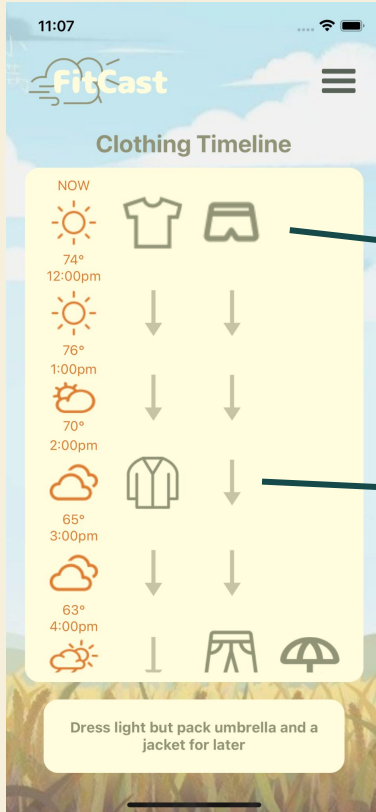 11:07
FitCast
Clothing Timeline
NOW
74°
12:00pm
76°
1:00pm
70°
2:00pm
65°
3:00pm
63°
4:00pm
Dress light but pack umbrella and a
jacket for later